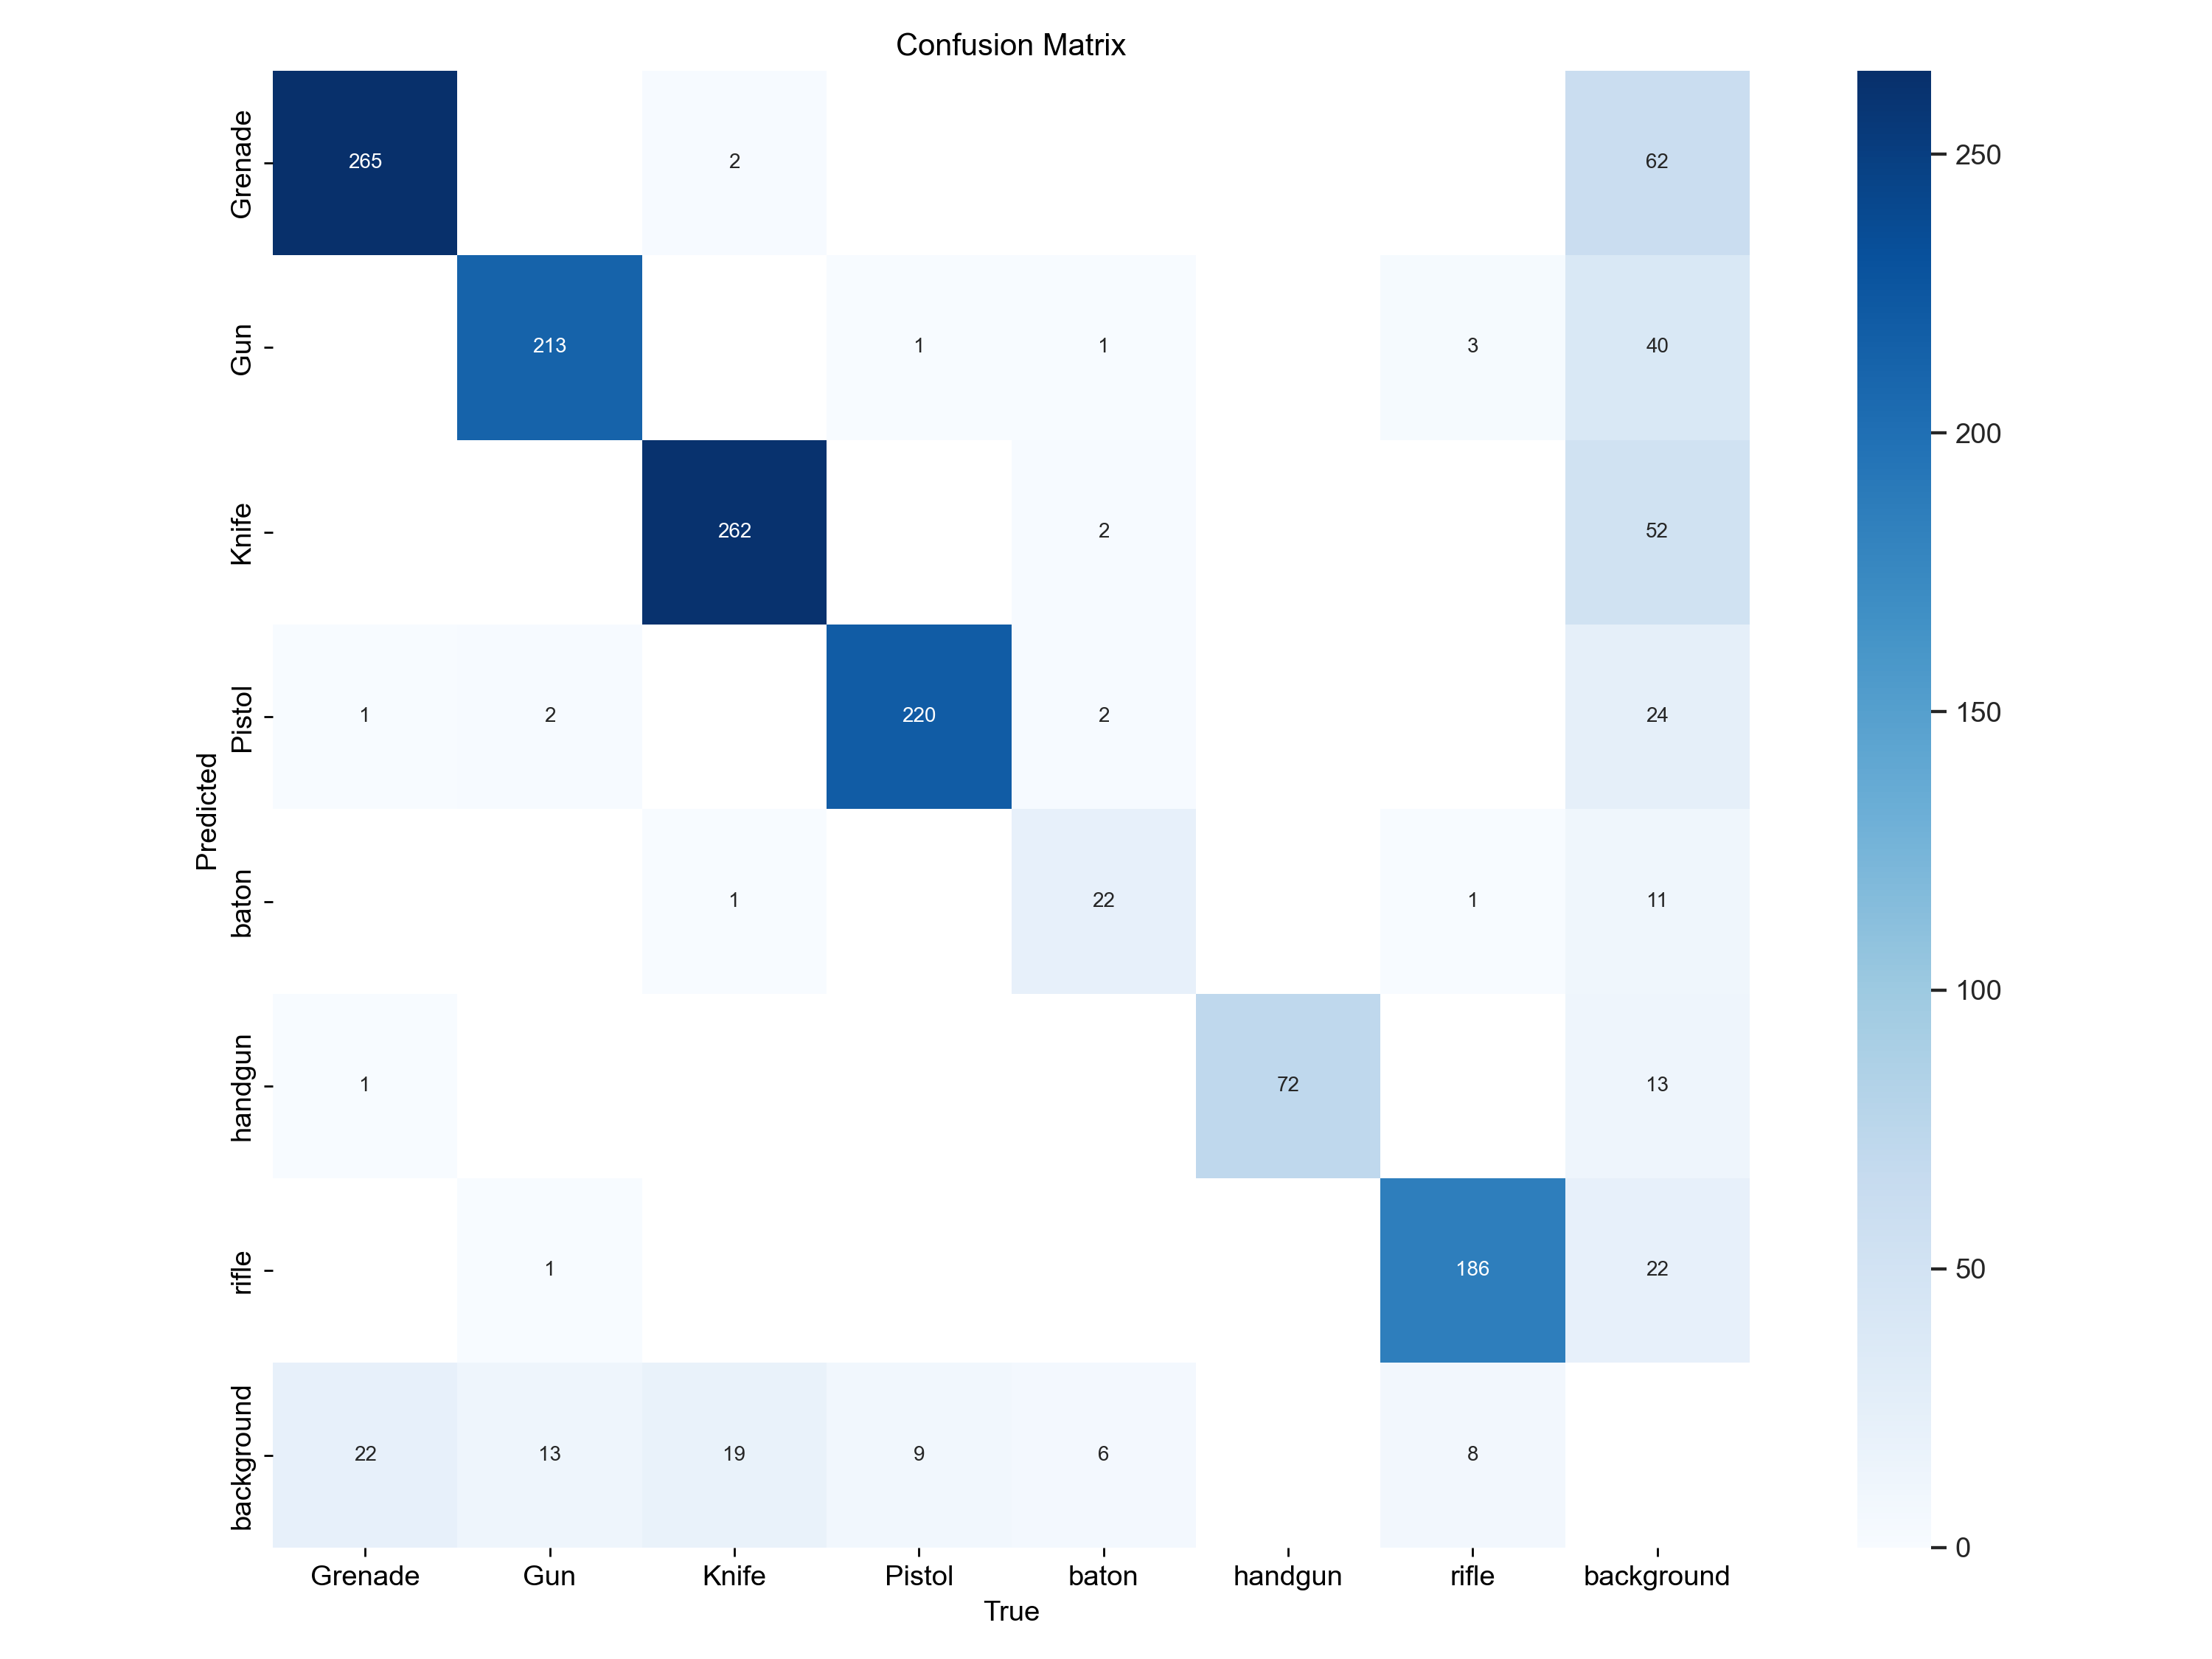 Confusion Matrix
Grenade 265 2 62
Gun 213 1 1 3 40
Knife 262 2 52
Pistol 1 2 220 2 24
baton 1 22 1 11
handgun 1 72 13
rifle 1 186 22
background 22 13 19 9 6 8
Predicted
Grenade Gun Knife Pistol baton handgun rifle background
True
250
200
150
100
50
0